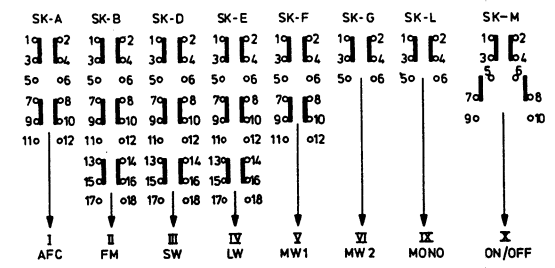 SK-A SK-B SK-D SK-E SK-F SK-G SK-L SK-M
1 2 1 2 1 2 1 2 1 2 1 2 1 2 1 2
3 4 3 4 3 4 3 4 3 4 3 4 3 4 3 4
5 6 5 6 5 6 5 6 5 6 5 6 5 6 5 6
7 8 7 8 7 8 7 8 7 8 7 8
9 10 9 10 9 10 9 10 9 10 9 10
11 12 11 12 11 12 11 12 11 12
13 14 13 14 13 14
15 16 15 16 15 16
17 18 17 18 17 18
I II III IV V VI IX X
AFC FM SW LW MW1 MW2 MONO ON/OFF